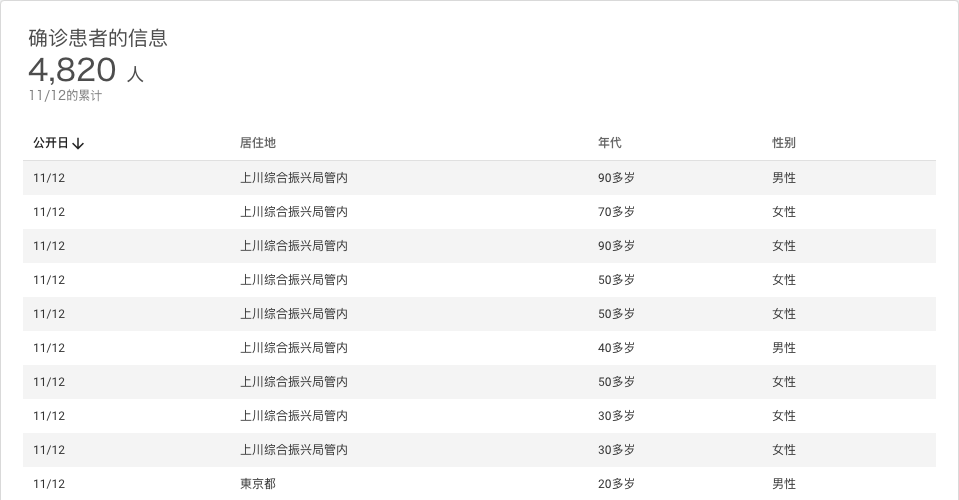 确诊患者的信息
4,820 人
11/12的累计
公开日↓ 居住地 年代 性别
11/12 上川综合振兴局管内 90多岁 男性
11/12 上川综合振兴局管内 70多岁 女性
11/12 上川综合振兴局管内 90多岁 女性
11/12 上川综合振兴局管内 50多岁 女性
11/12 上川综合振兴局管内 50多岁 女性
11/12 上川综合振兴局管内 40多岁 男性
11/12 上川综合振兴局管内 50多岁 女性
11/12 上川综合振兴局管内 30多岁 女性
11/12 上川综合振兴局管内 30多岁 女性
11/12 東京都 20多岁 男性